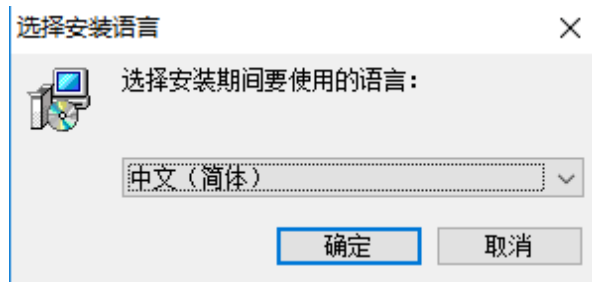 选择安装语言
选择安装期间要使用的语言：
中文（简体）
确定
取消